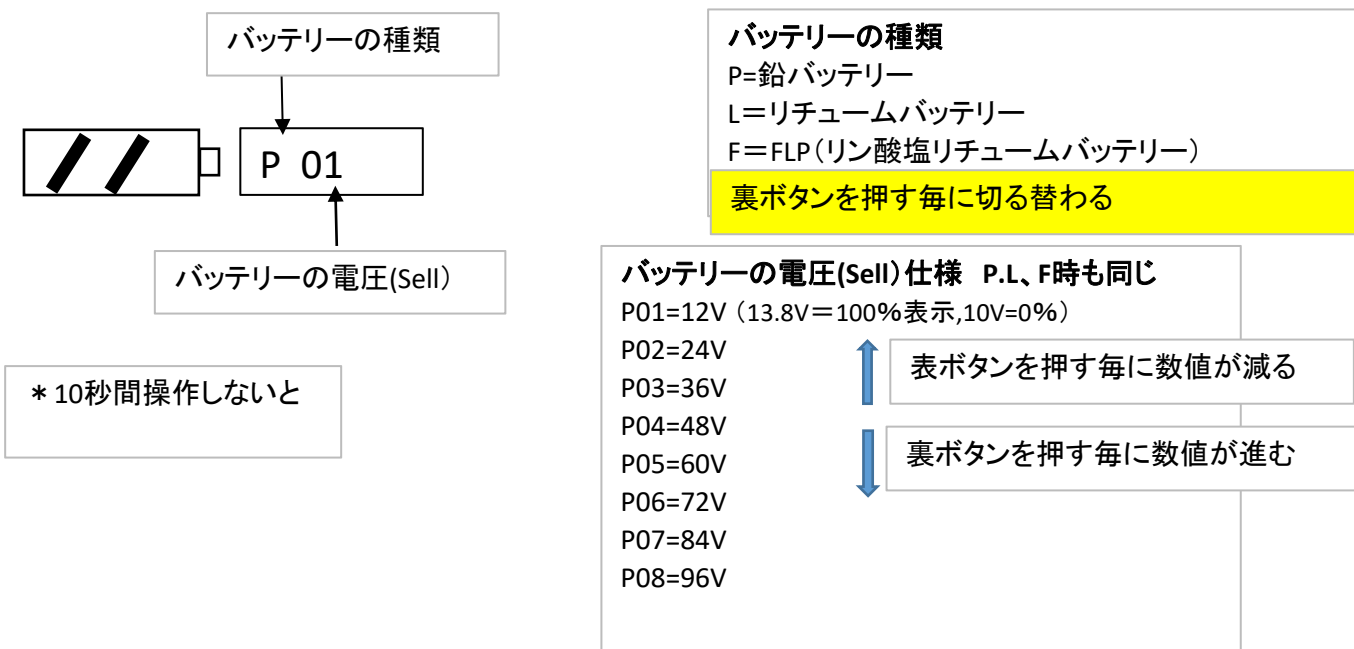 バッテリーの種類
P 01
バッテリーの電圧(Sell)
*10秒間操作しないと
バッテリーの種類
P=鉛バッテリー
L=リチュームバッテリー
F=FLP(リン酸塩リチュームバッテリー)
裏ボタンを押す毎に切る替わる
バッテリーの電圧(Sell)仕様 P.L、F時も同じ
P01=12V(13.8V=100%表示,10V=0%)
P02=24V
P03=36V
P04=48V
P05=60V
P06=72V
P07=84V
P08=96V
表ボタンを押す毎に数値が減る
裏ボタンを押す毎に数値が進む